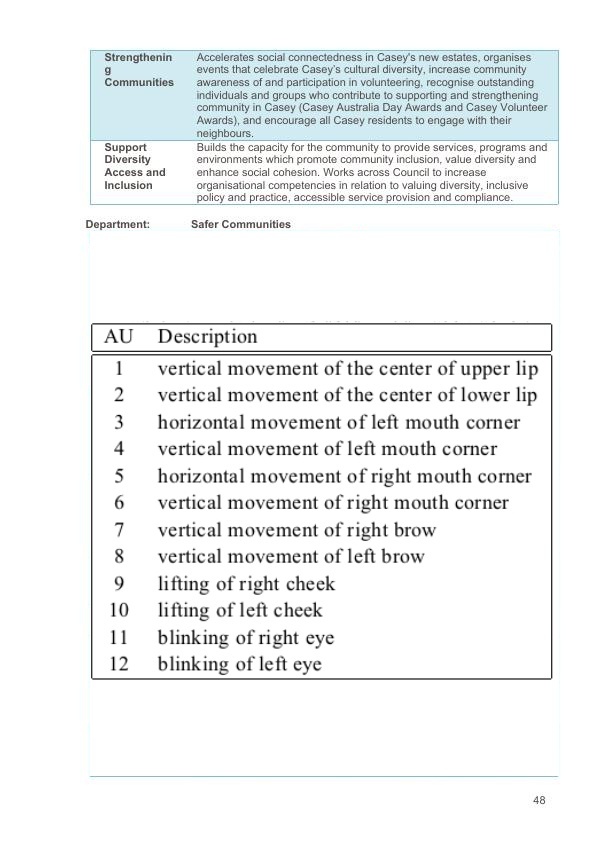 Strengthenin
g
Communities
Accelerates social connectedness in Casey's new estates, organises
events that celebrate Casey's cultural diversity, increase community
awareness of and participation in volunteering, recognise outstanding
individuals and groups who contribute to supporting and strengthening
community in Casey (Casey Australia Day Awards and Casey Volunteer
Awards), and encourage all Casey residents to engage with their
neighbours.
Support
Diversity
Access and
Inclusion
Builds the capacity for the community to provide services, programs and
environments which promote community inclusion, value diversity and
enhance social cohesion. Works across Council to increase
organisational competencies in relation to valuing diversity, inclusive
policy and practice, accessible service provision and compliance.
Department: Safer Communities
AU Description
1 vertical movement of the center of upper lip
2 vertical movement of the center of lower lip
3 horizontal movement of left mouth corner
4 vertical movement of left mouth corner
5 horizontal movement of right mouth corner
6 vertical movement of right mouth corner
7 vertical movement of right brow
8 vertical movement of left brow
9 lifting of right cheek
10 lifting of left cheek
11 blinking of right eye
12 blinking of left eye
48